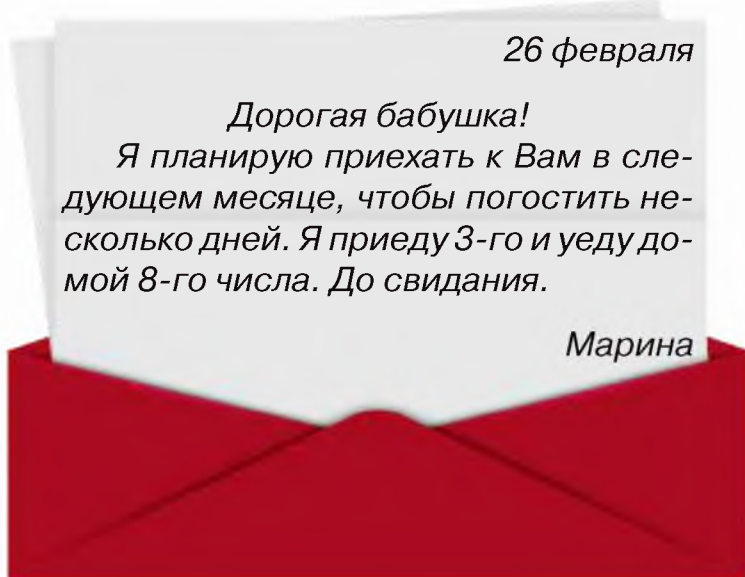 26 февраля
Дорогая бабушка!
Я планирую приехать к Вам в сле-
дующем месяце, чтобы погостить не-
сколько дней. Я приеду 3-го и уеду до-
мой 8-го числа. До свидания.
Марина